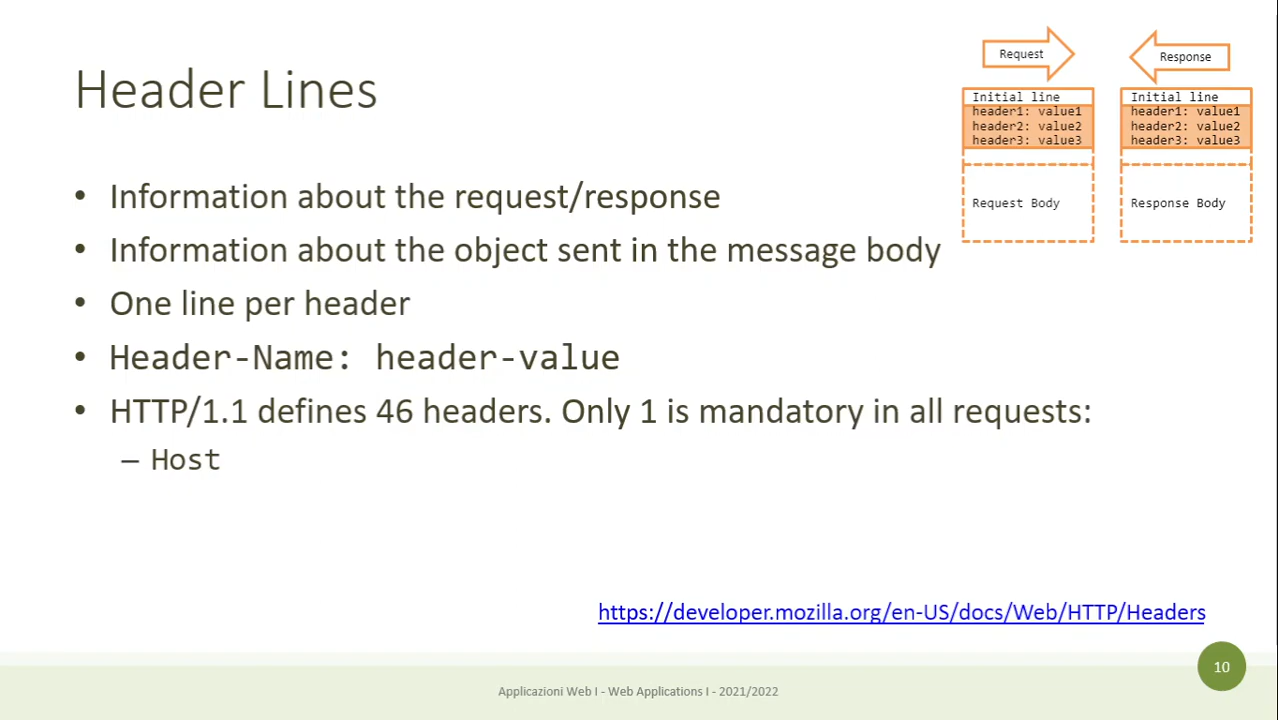 Header Lines
• Information about the request/response
• Information about the object sent in the message body
• One line per header
• Header-Name: header-value
• HTTP/1.1 defines 46 headers. Only 1 is mandatory in all requests:
– Host
Request
Initial line
header1: value1
header2: value2
header3: value3
Request Body
Response
Initial line
header1: value1
header2: value2
header3: value3
Response Body
https://developer.mozilla.org/en-US/docs/Web/HTTP/Headers
10
Applicazioni Web I - Web Applications I - 2021/2022